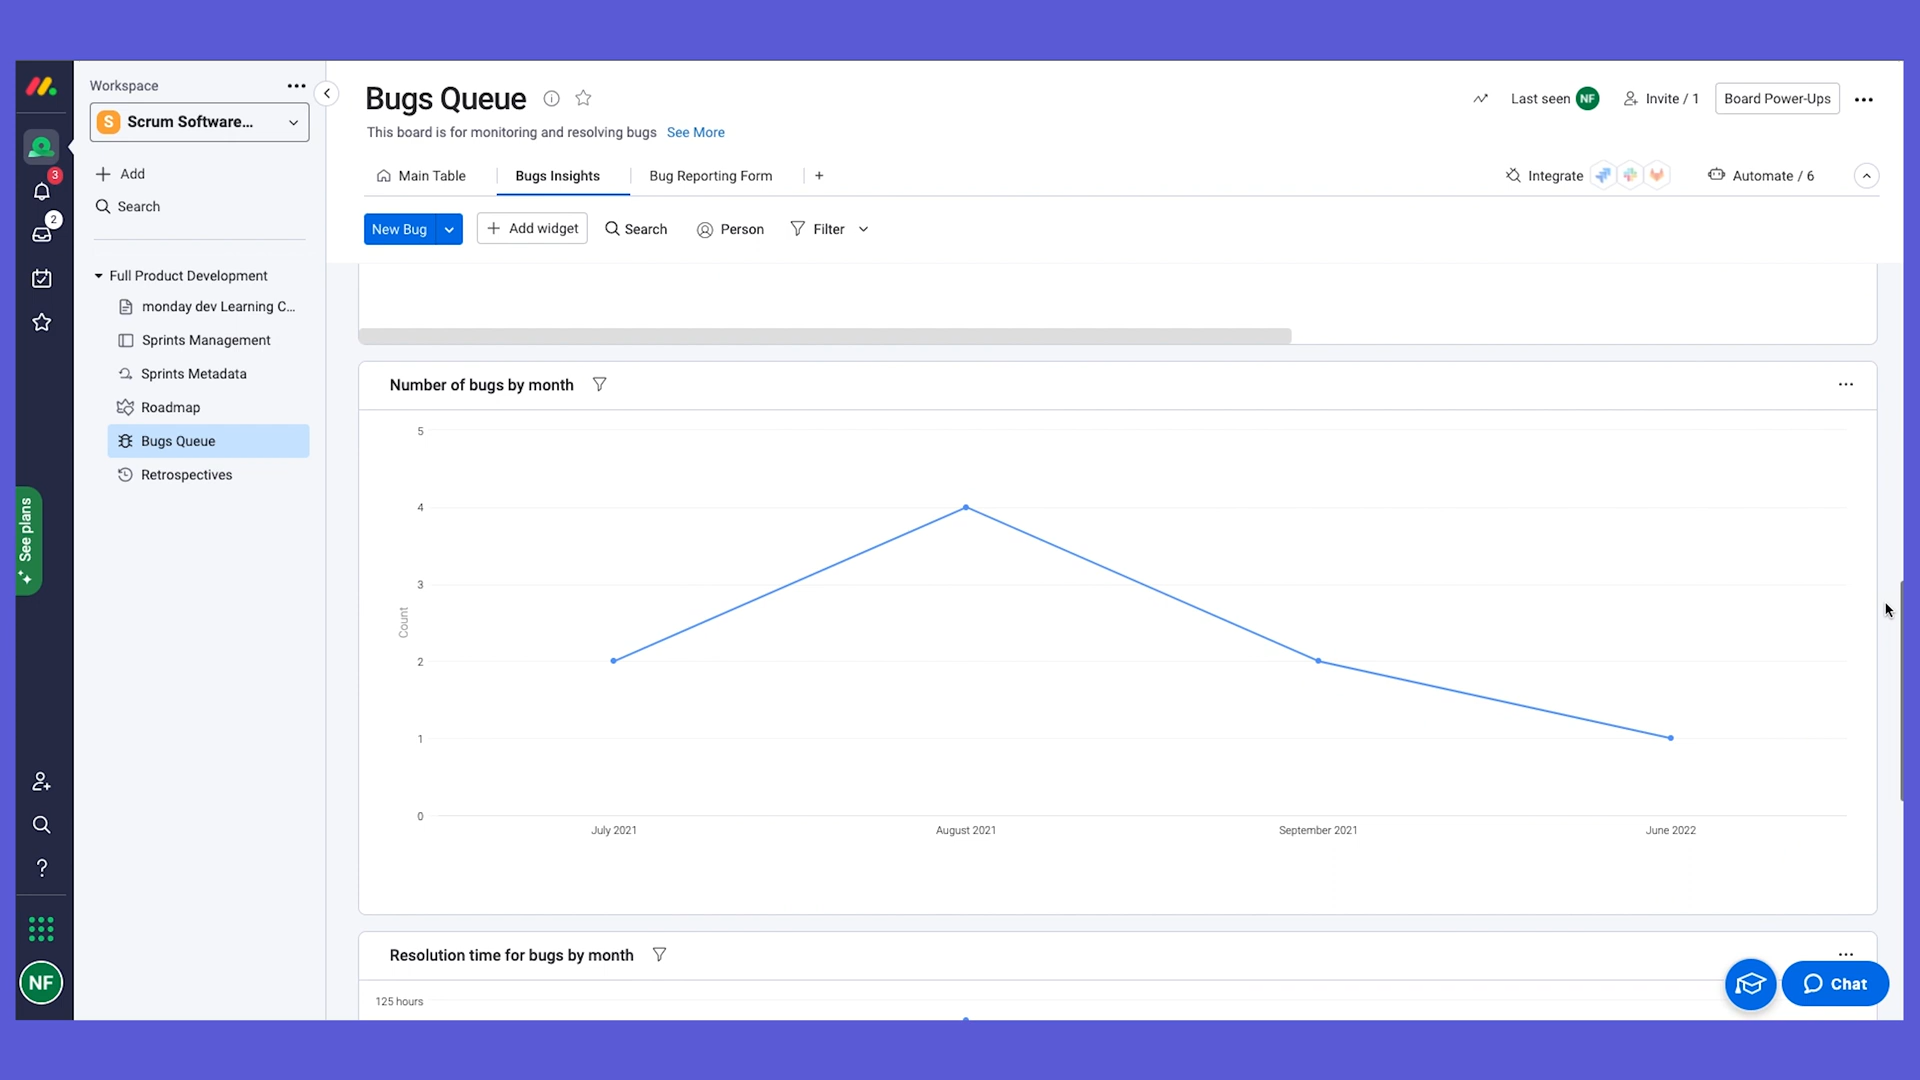 Workspace
S Scrum Software...
Add
Search
Full Product Development
monday dev Learning C...
Sprints Management
Sprints Metadata
Roadmap
Bugs Queue
Retrospectives
3
2
See plans
NF
Bugs Queue
Last seen NF
Invite / 1
Board Power-Ups
This board is for monitoring and resolving bugs See More
Main Table
Bugs Insights
Bug Reporting Form
+
Integrate
Automate / 6
New Bug
Add widget
Search
Person
Filter
Number of bugs by month
5
4
3
2
1
0
Count
July 2021
August 2021
September 2021
June 2022
Resolution time for bugs by month
125 hours
Chat